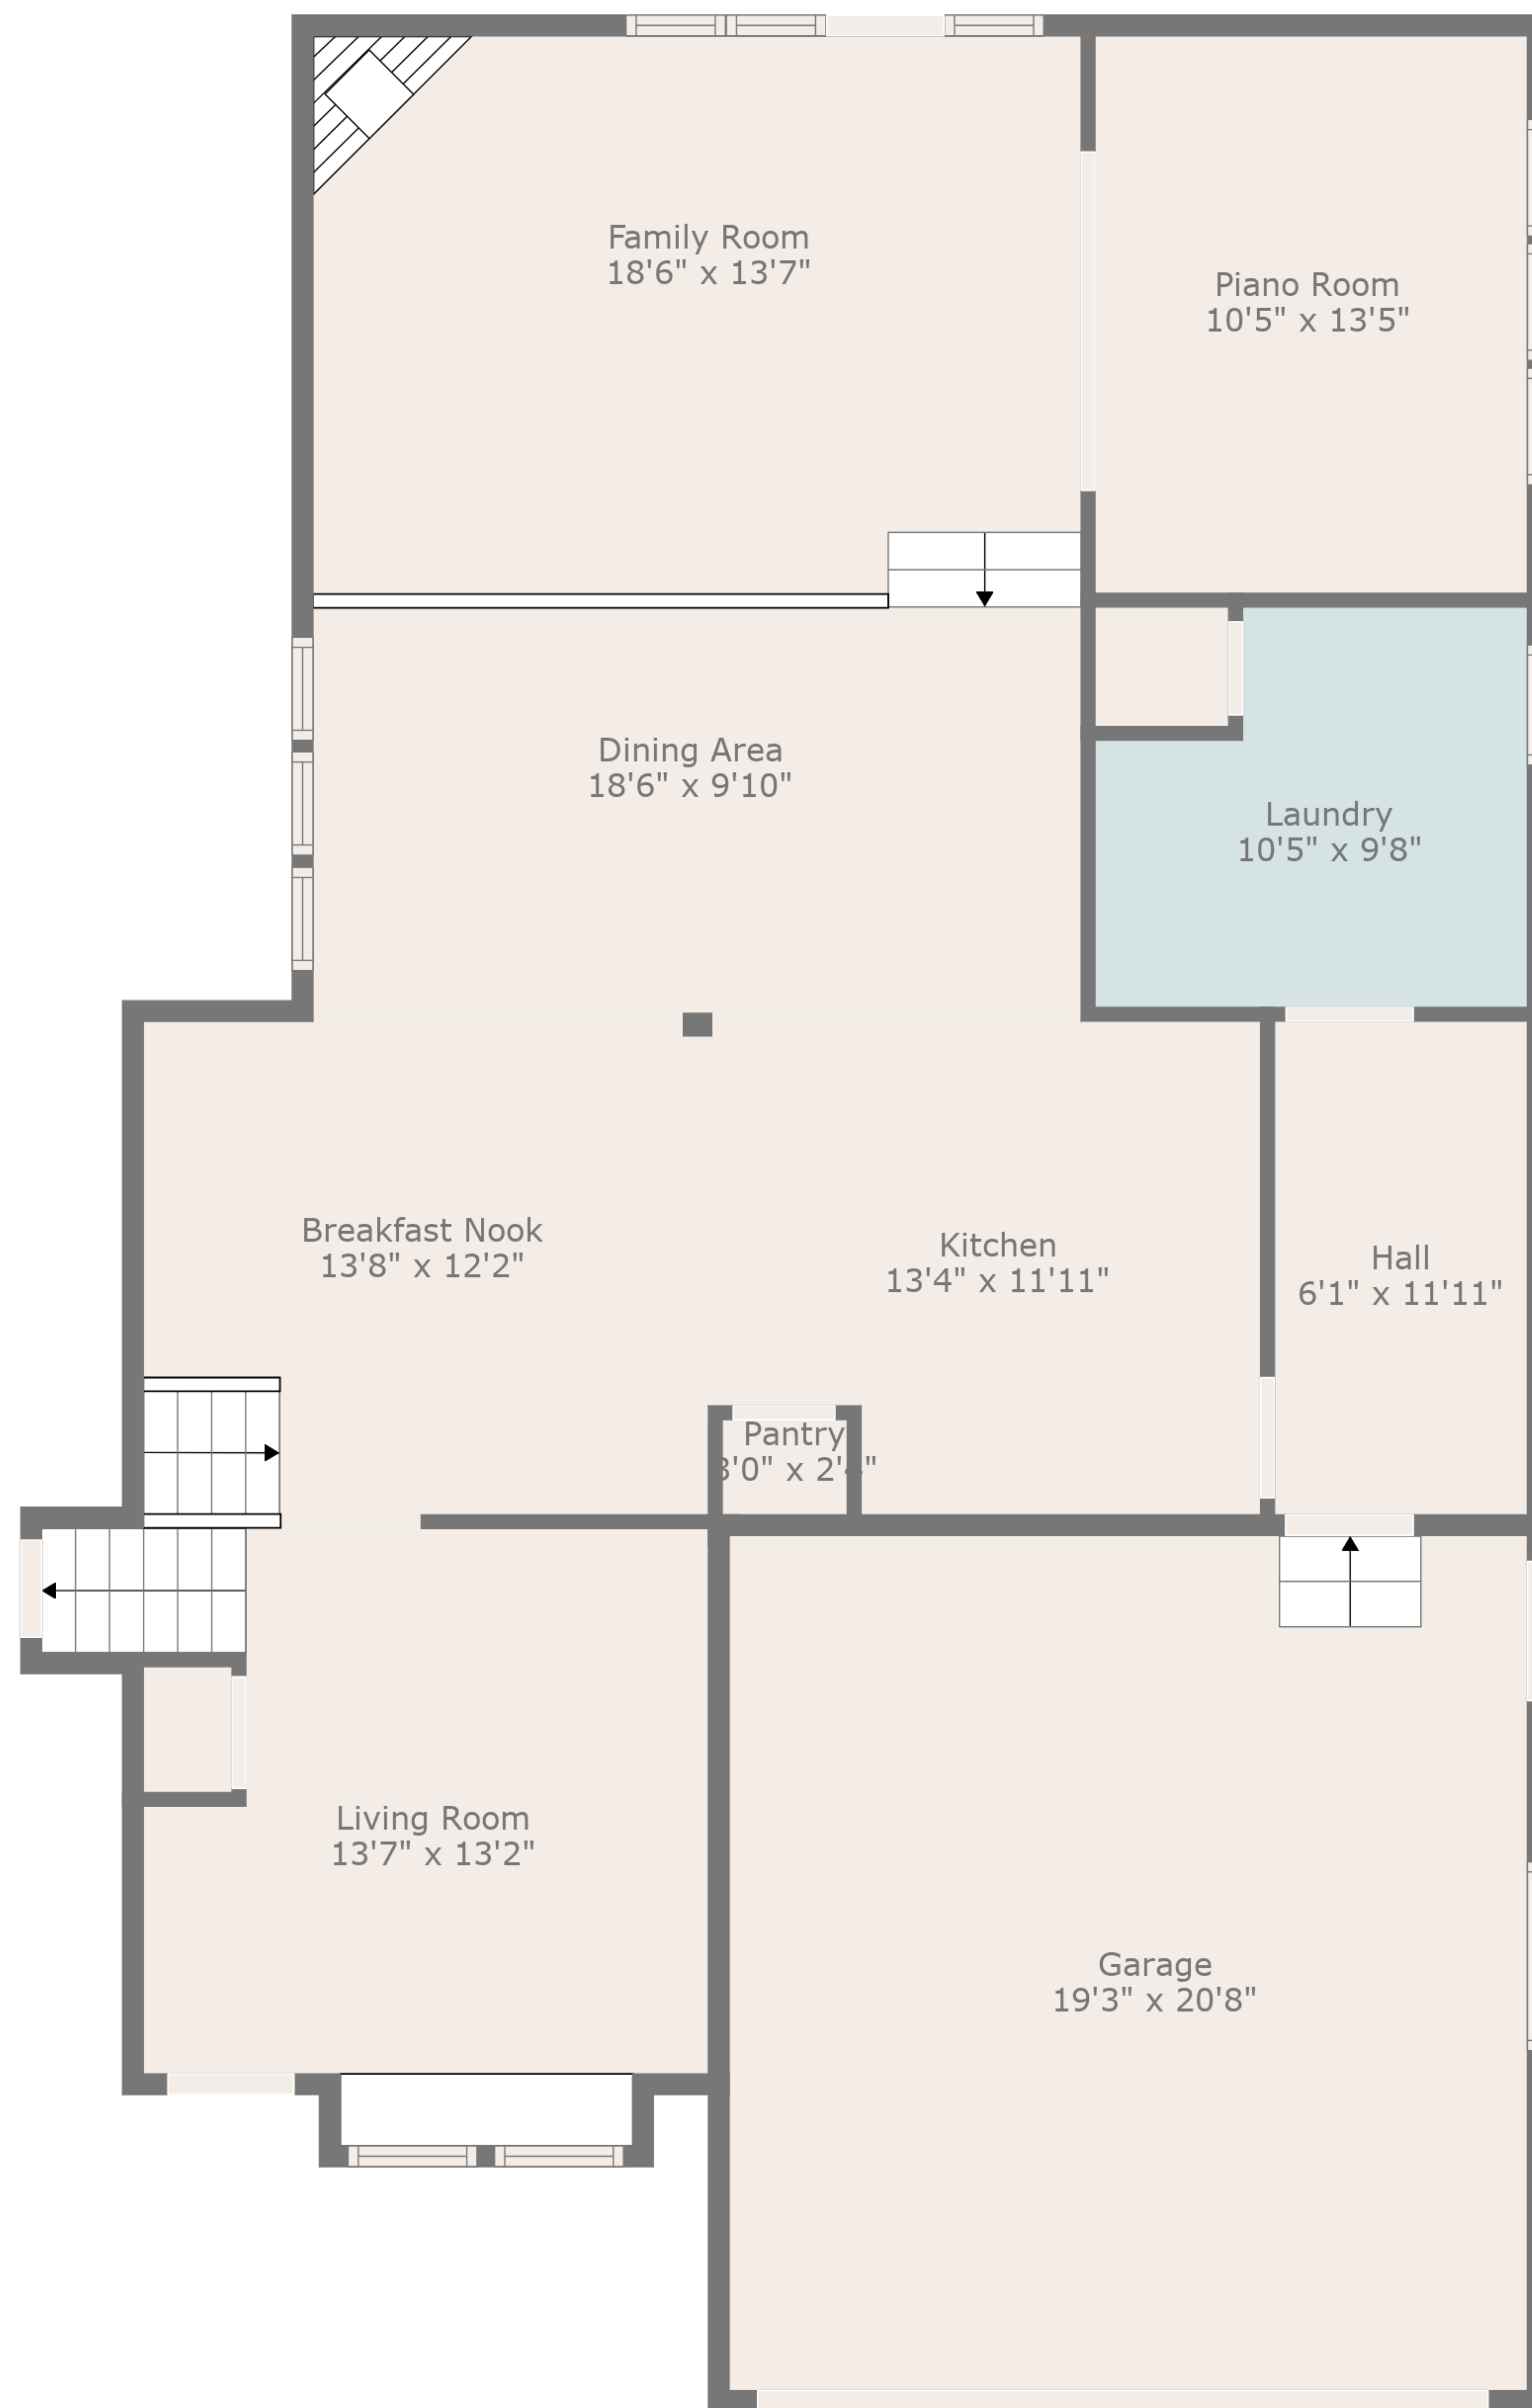 Family Room
18'6" x 13'7"
Piano Room
10'5" x 13'5"
Dining Area
18'6" x 9'10"
Laundry
10'5" x 9'8"
Breakfast Nook
13'8" x 12'2"
Kitchen
13'4" x 11'11"
Hall
6'1" x 11'11"
Pantry
Living Room
13'7" x 13'2"
Garage
19'3" x 20'8"